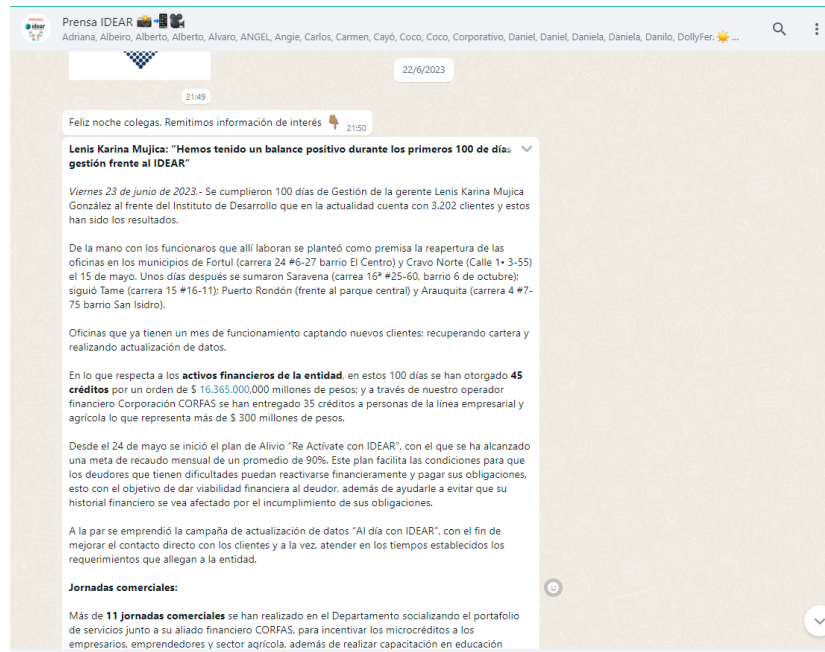 Prensa IDEAR
Adriana, Albeiro, Alberto, Alberto, Alvaro, ANGEL, Angie, Carlos, Carmen, Cayó, Coco, Coco, Corporativo, Daniel, Daniel, Daniela, Daniela, Danilo, DollyFer. ☀️ ...
idear
22/6/2023
21:49
Feliz noche colegas. Remitimos información de interés 👇🏽 21:50
Lenis Karina Mujica: "Hemos tenido un balance positivo durante los primeros 100 de días
gestión frente al IDEAR"
Viernes 23 de junio de 2023.- Se cumplieron 100 días de Gestión de la gerente Lenis Karina Mujica
González al frente del Instituto de Desarrollo que en la actualidad cuenta con 3.202 clientes y estos
han sido los resultados.
De la mano con los funcionaros que allí laboran se planteó como premisa la reapertura de las
oficinas en los municipios de Fortul (carrera 24 #6-27 barrio El Centro) y Cravo Norte (Calle 1• 3-55)
el 15 de mayo. Unos días después se sumaron Saravena (carrea 16ª #25-60, barrio 6 de octubre);
siguió Tame (carrera 15 #16-11); Puerto Rondón (frente al parque central) y Arauquita (carrera 4 #7-
75 barrio San Isidro).
Oficinas que ya tienen un mes de funcionamiento captando nuevos clientes; recuperando cartera y
realizando actualización de datos.
En lo que respecta a los activos financieros de la entidad, en estos 100 días se han otorgado 45
créditos por un orden de $ 16.365.000,000 millones de pesos; y a través de nuestro operador
financiero Corporación CORFAS se han entregado 35 créditos a personas de la línea empresarial y
agrícola lo que representa más de $ 300 millones de pesos.
Desde el 24 de mayo se inició el plan de Alivio "Re Actívate con IDEAR", con el que se ha alcanzado
una meta de recaudo mensual de un promedio de 90%. Este plan facilita las condiciones para que
los deudores que tienen dificultades puedan reactivarse financieramente y pagar sus obligaciones,
esto con el objetivo de dar viabilidad financiera al deudor, además de ayudarle a evitar que su
historial financiero se vea afectado por el incumplimiento de sus obligaciones.
A la par se emprendió la campaña de actualización de datos "Al día con IDEAR", con el fin de
mejorar el contacto directo con los clientes y a la vez, atender en los tiempos establecidos los
requerimientos que allegan a la entidad.
Jornadas comerciales:
Más de 11 jornadas comerciales se han realizado en el Departamento socializando el portafolio
de servicios junto a su aliado financiero CORFAS, para incentivar los microcréditos a los
empresarios, emprendedores y sector agrícola, además de realizar capacitación en educación